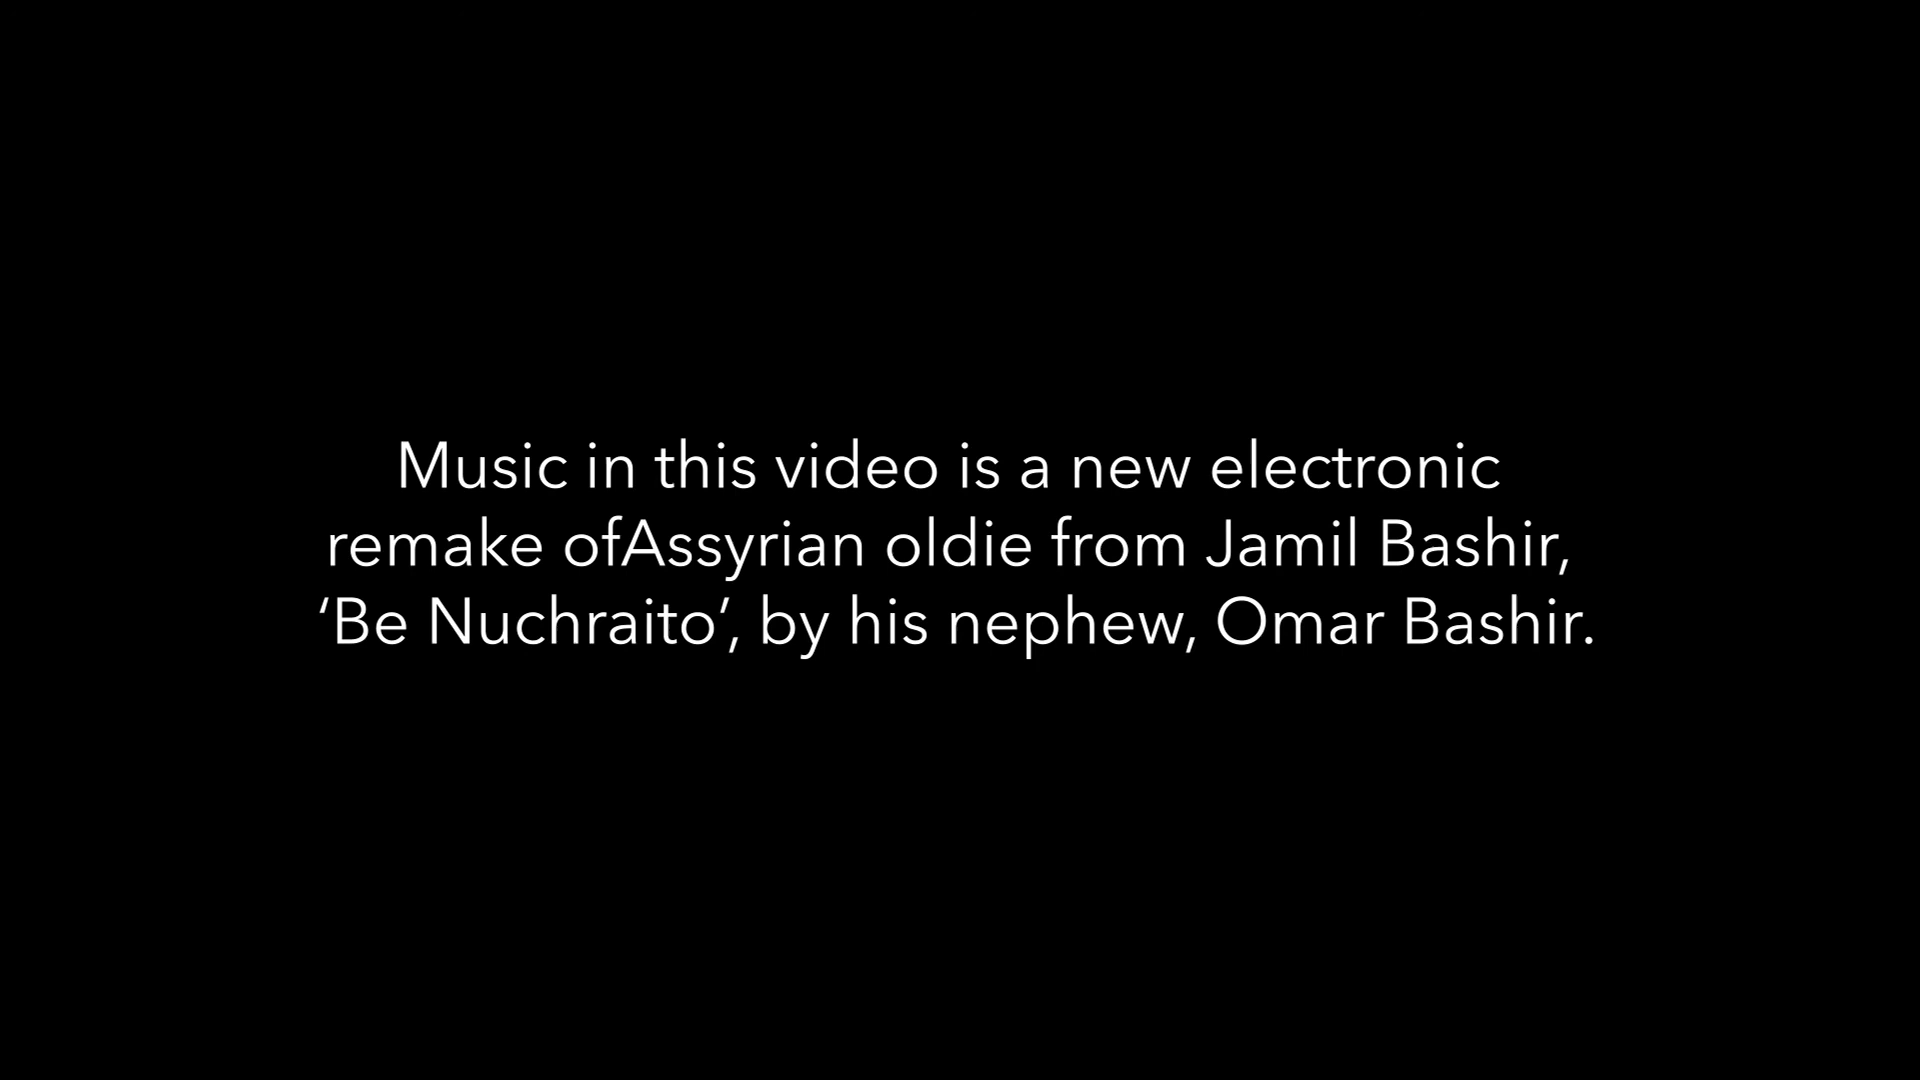 Music in this video is a new electronic
remake ofAssyrian oldie from Jamil Bashir,
‘Be Nuchraito’, by his nephew, Omar Bashir.